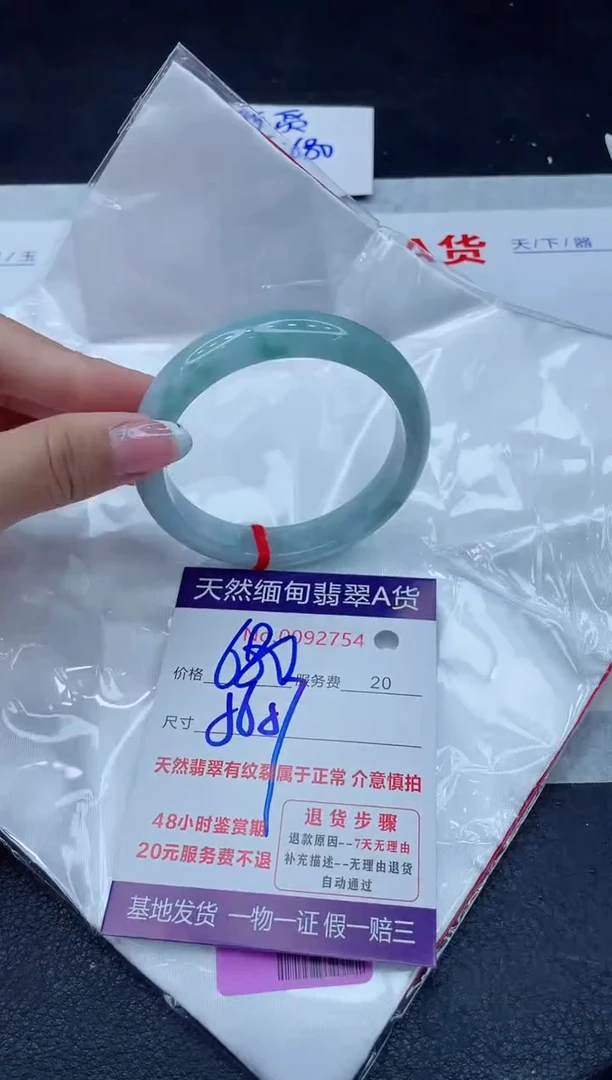 货
680
/玉
A货 天/下/器
天然缅甸翡翠A货
No.0092754
价格 680 服务费 20
尺寸
天然翡翠有纹裂属于正常 介意慎拍
48小时鉴赏期
20元服务费不退
退货步骤
退款原因--7天无理由
补充描述--无理由退货
自动通过
基地发货 一物一证 假一赔三